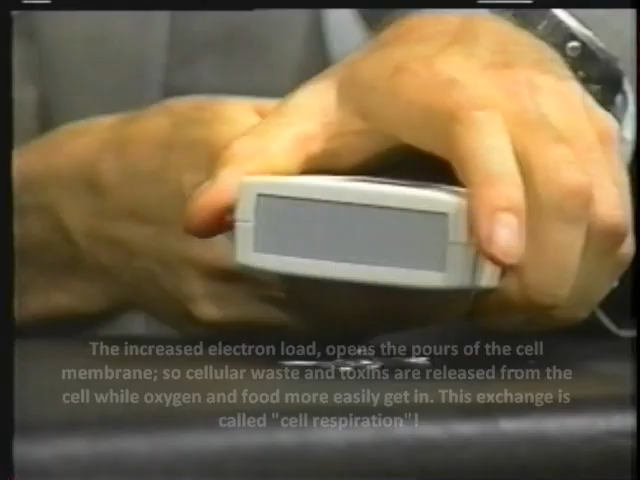 The increased electron load, opens the pours of the cell
membrane; so cellular waste and toxins are released from the
cell while oxygen and food more easily get in. This exchange is
called "cell respiration"!